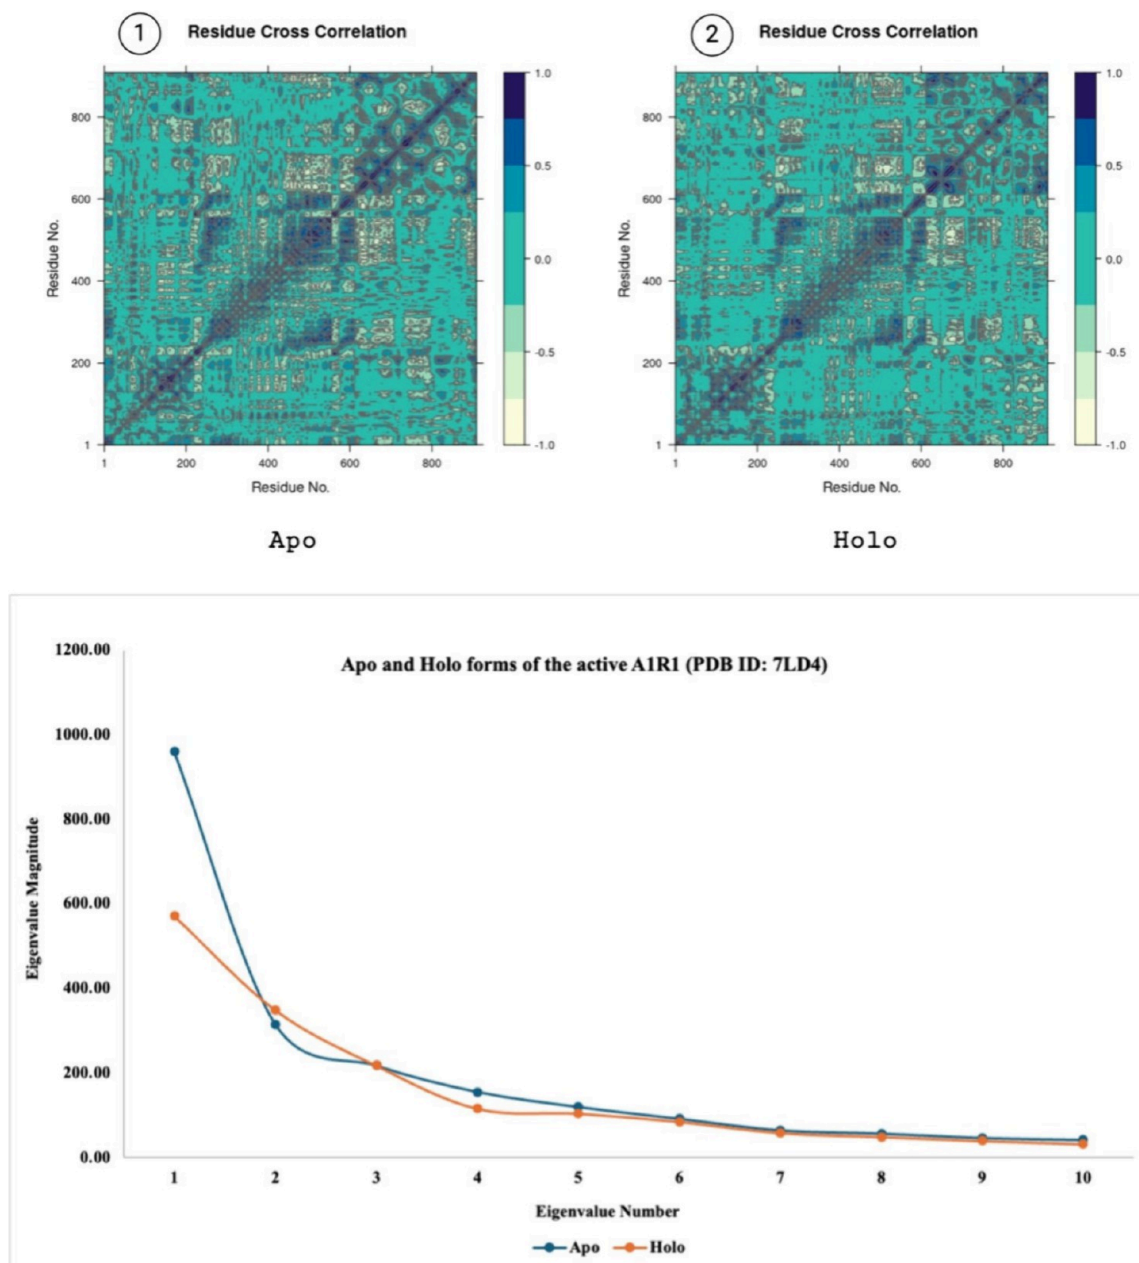 1 Residue Cross Correlation
Residue No.
800
600
400
200
1
1 200 400 600 800
Residue No.
1.0
0.5
0.0
-0.5
-1.0
Apo
2 Residue Cross Correlation
Residue No.
800
600
400
200
1
1 200 400 600 800
Residue No.
1.0
0.5
0.0
-0.5
-1.0
Holo
Apo and Holo forms of the active A1R1 (PDB ID: 7LD4)
Eigenvalue Magnitude
1200.00
1000.00
800.00
600.00
400.00
200.00
0.00
1 2 3 4 5 6 7 8 9 10
Eigenvalue Number
Apo Holo